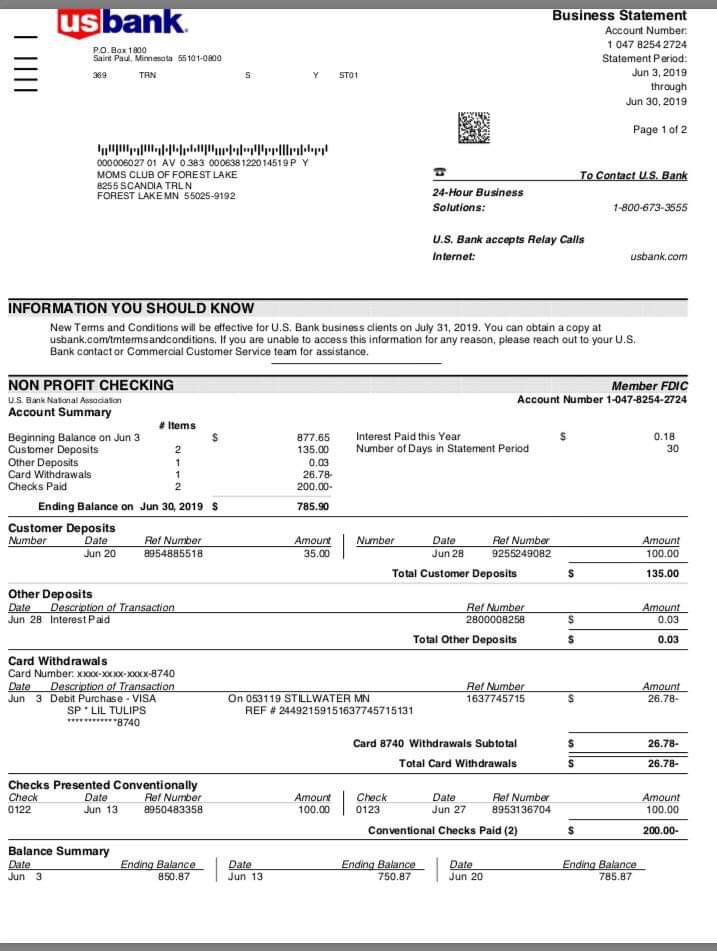 usbank.
Business Statement
P.O. Box 1800
Saint Paul, Minnesota 55101-0800
369 TRN S Y ST01
Account Number:
1 047 8254 2724
Statement Period:
Jun 3, 2019
through
Jun 30, 2019
Page 1 of 2
000006027 01 AV 0.383 000638122014519 P Y
MOMS CLUB OF FOREST LAKE
8255 SCANDIA TRL N
FOREST LAKE MN 55025-9192
☎ To Contact U.S. Bank
24-Hour Business
Solutions: 1-800-673-3555
U.S. Bank accepts Relay Calls
Internet: usbank.com
INFORMATION YOU SHOULD KNOW
New Terms and Conditions will be effective for U.S. Bank business clients on July 31, 2019. You can obtain a copy at
usbank.com/tmtermsandconditions. If you are unable to access this information for any reason, please reach out to your U.S.
Bank contact or Commercial Customer Service team for assistance.
NON PROFIT CHECKING Member FDIC
U.S. Bank National Association Account Number 1-047-8254-2724
Account Summary
# Items
Beginning Balance on Jun 3 $ 877.65 Interest Paid this Year $ 0.18
Customer Deposits 2 135.00 Number of Days in Statement Period 30
Other Deposits 1 0.03
Card Withdrawals 1 26.78-
Checks Paid 2 200.00-
Ending Balance on Jun 30, 2019 $ 785.90
Customer Deposits
Number Date Ref Number Amount Number Date Ref Number Amount
Jun 20 8954885518 35.00 Jun 28 9255249082 100.00
Total Customer Deposits $ 135.00
Other Deposits
Date Description of Transaction Ref Number Amount
Jun 28 Interest Paid 2800008258 $ 0.03
Total Other Deposits $ 0.03
Card Withdrawals
Card Number: xxxx-xxxx-xxxx-8740
Date Description of Transaction Ref Number Amount
Jun 3 Debit Purchase - VISA On 053119 STILLWATER MN 1637745715 $ 26.78-
SP * LIL TULIPS REF # 24492159151637745715131
************8740
Card 8740 Withdrawals Subtotal $ 26.78-
Total Card Withdrawals $ 26.78-
Checks Presented Conventionally
Check Date Ref Number Amount Check Date Ref Number Amount
0122 Jun 13 8950483358 100.00 0123 Jun 27 8953136704 100.00
Conventional Checks Paid (2) $ 200.00-
Balance Summary
Date Ending Balance Date Ending Balance Date Ending Balance
Jun 3 850.87 Jun 13 750.87 Jun 20 785.87